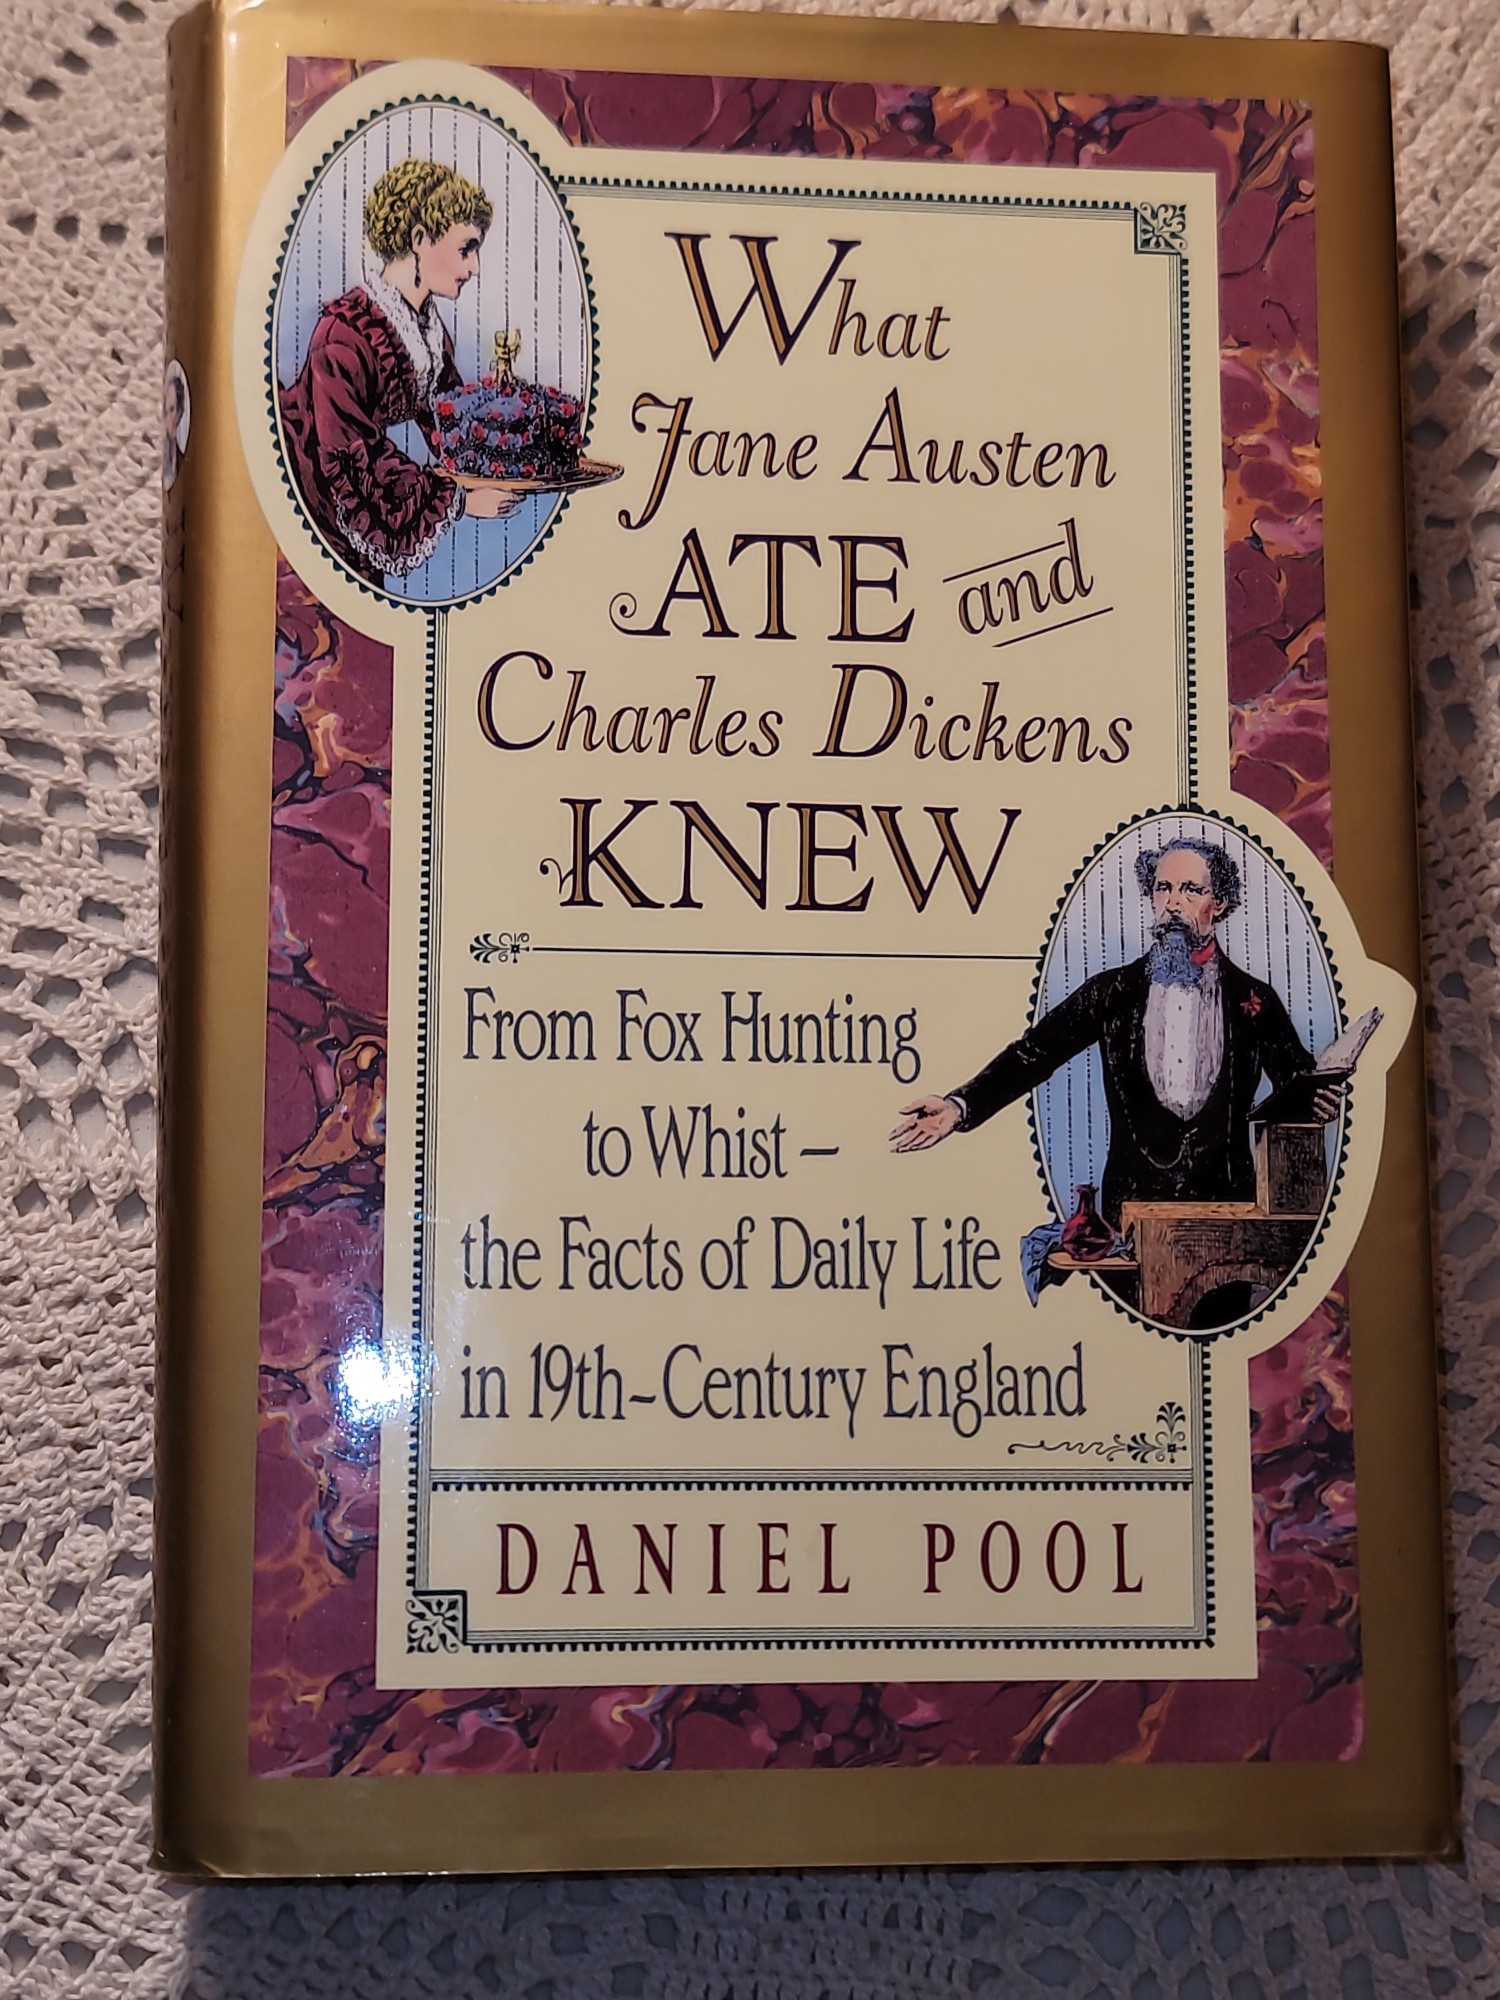 What
Jane Austen
ATE and
Charles Dickens
KNEW
From Fox Hunting
to Whist –
the Facts of Daily Life
in 19th-Century England
DANIEL POOL